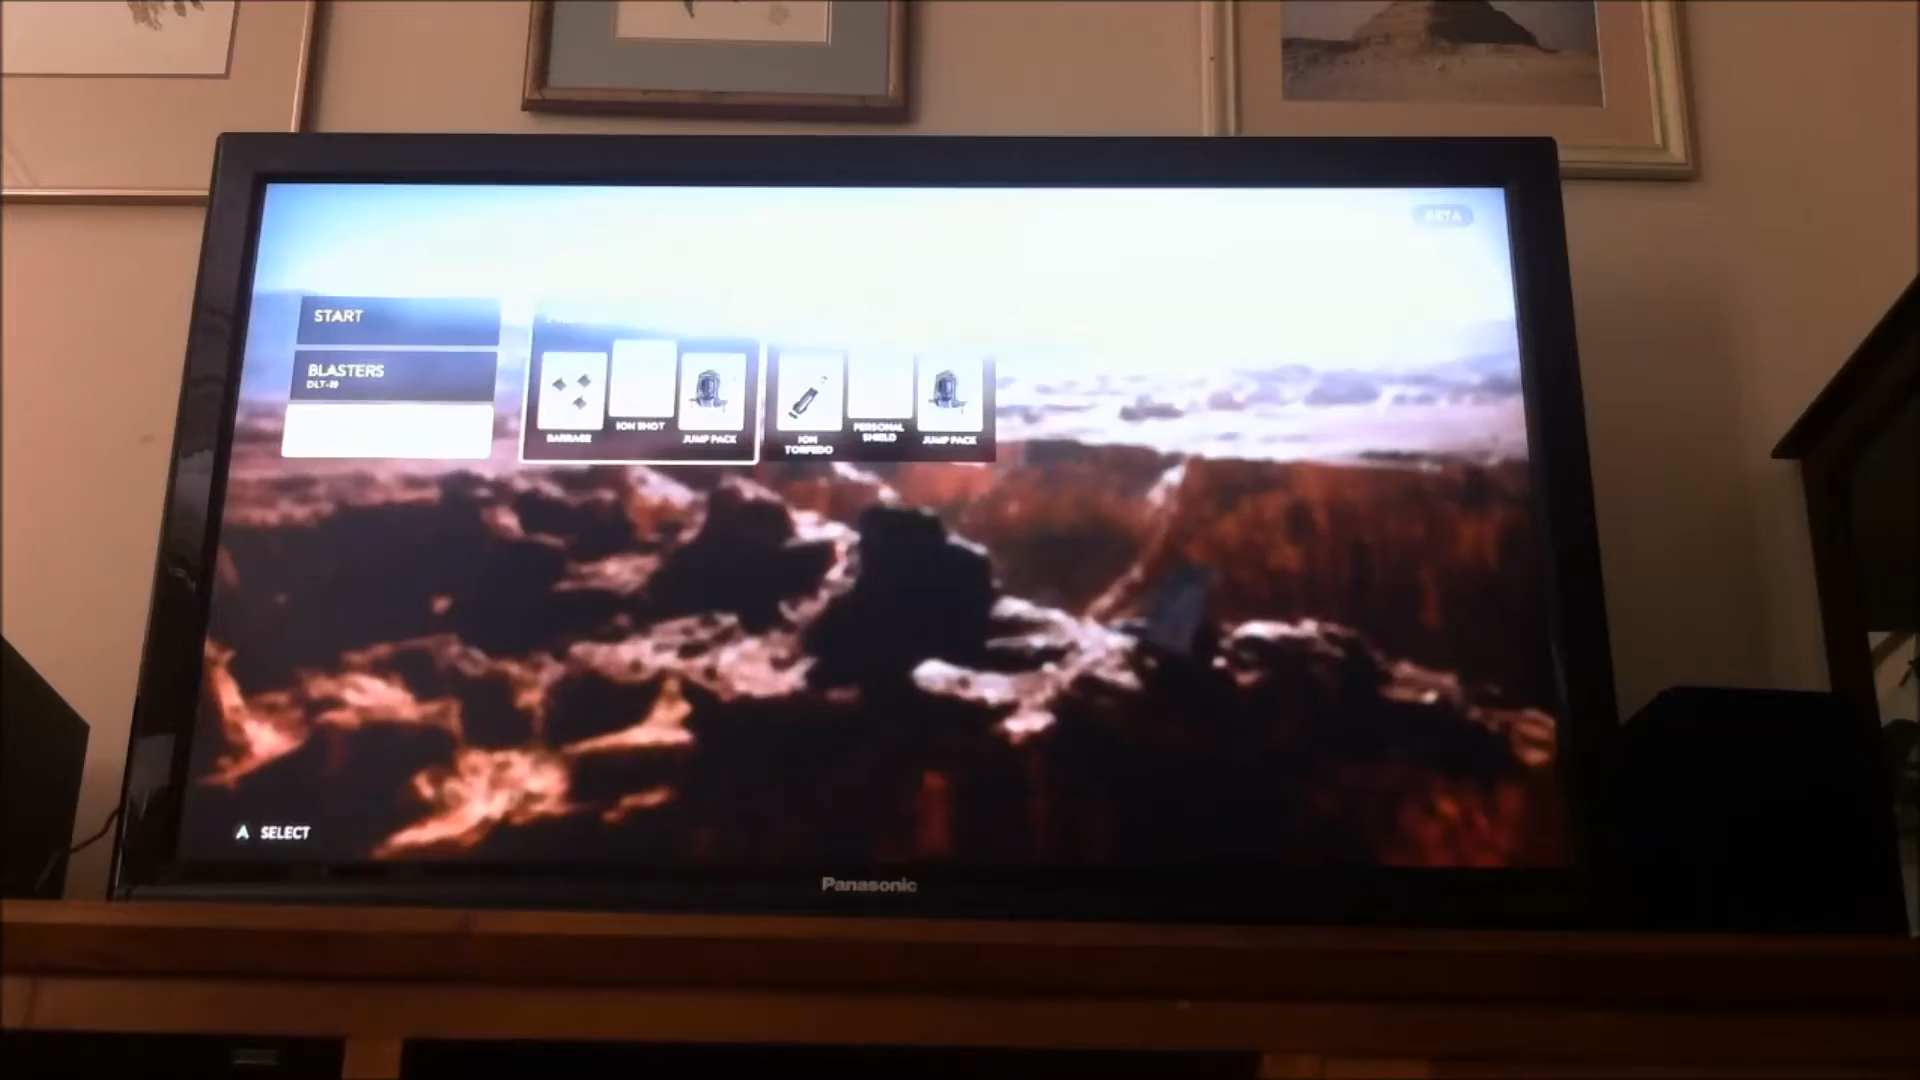 BETA
START
BLASTERS
DLT-19
BARRAGE
ION SHOT
JUMP PACK
ION
TORPEDO
PERSONAL
SHIELD
JUMP PACK
A SELECT
Panasonic